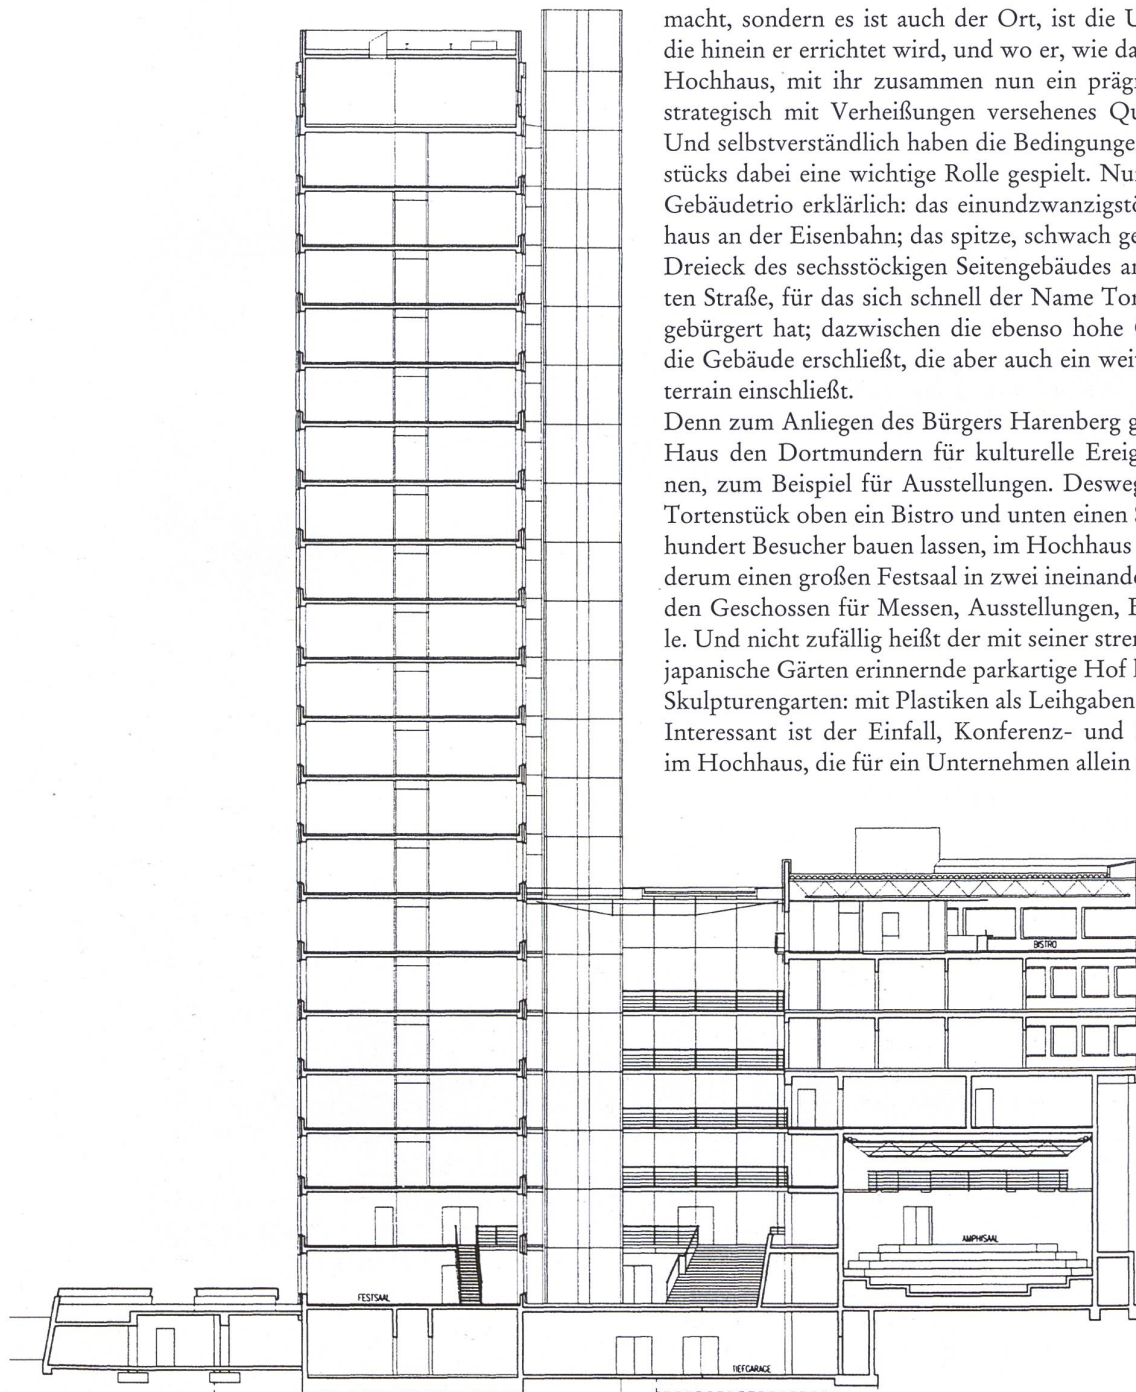 macht, sondern es ist auch der Ort, ist die U
die hinein er errichtet wird, und wo er, wie da
Hochhaus, mit ihr zusammen nun ein präg
strategisch mit Verheißungen versehenes Qu
Und selbstverständlich haben die Bedingunge
stücks dabei eine wichtige Rolle gespielt. Nu
Gebäudetrio erklärlich: das einundzwanzigstö
haus an der Eisenbahn; das spitze, schwach ge
Dreieck des sechsstöckigen Seitengebäudes an
ten Straße, für das sich schnell der Name Tor
gebürgert hat; dazwischen die ebenso hohe
die Gebäude erschließt, die aber auch ein wei
terrain einschließt.
Denn zum Anliegen des Bürgers Harenberg g
Haus den Dortmundern für kulturelle Ereig
nen, zum Beispiel für Ausstellungen. Desweg
Tortenstück oben ein Bistro und unten einen S
hundert Besucher bauen lassen, im Hochhaus
derum einen großen Festsaal in zwei ineinande
den Geschossen für Messen, Ausstellungen, E
le. Und nicht zufällig heißt der mit seiner stren
japanische Gärten erinnernde parkartige Hof
Skulpturengarten: mit Plastiken als Leihgaben
Interessant ist der Einfall, Konferenz- und
im Hochhaus, die für ein Unternehmen allein
BISTRO
AMPHISAAL
FESTSAAL
TIEFGARAGE